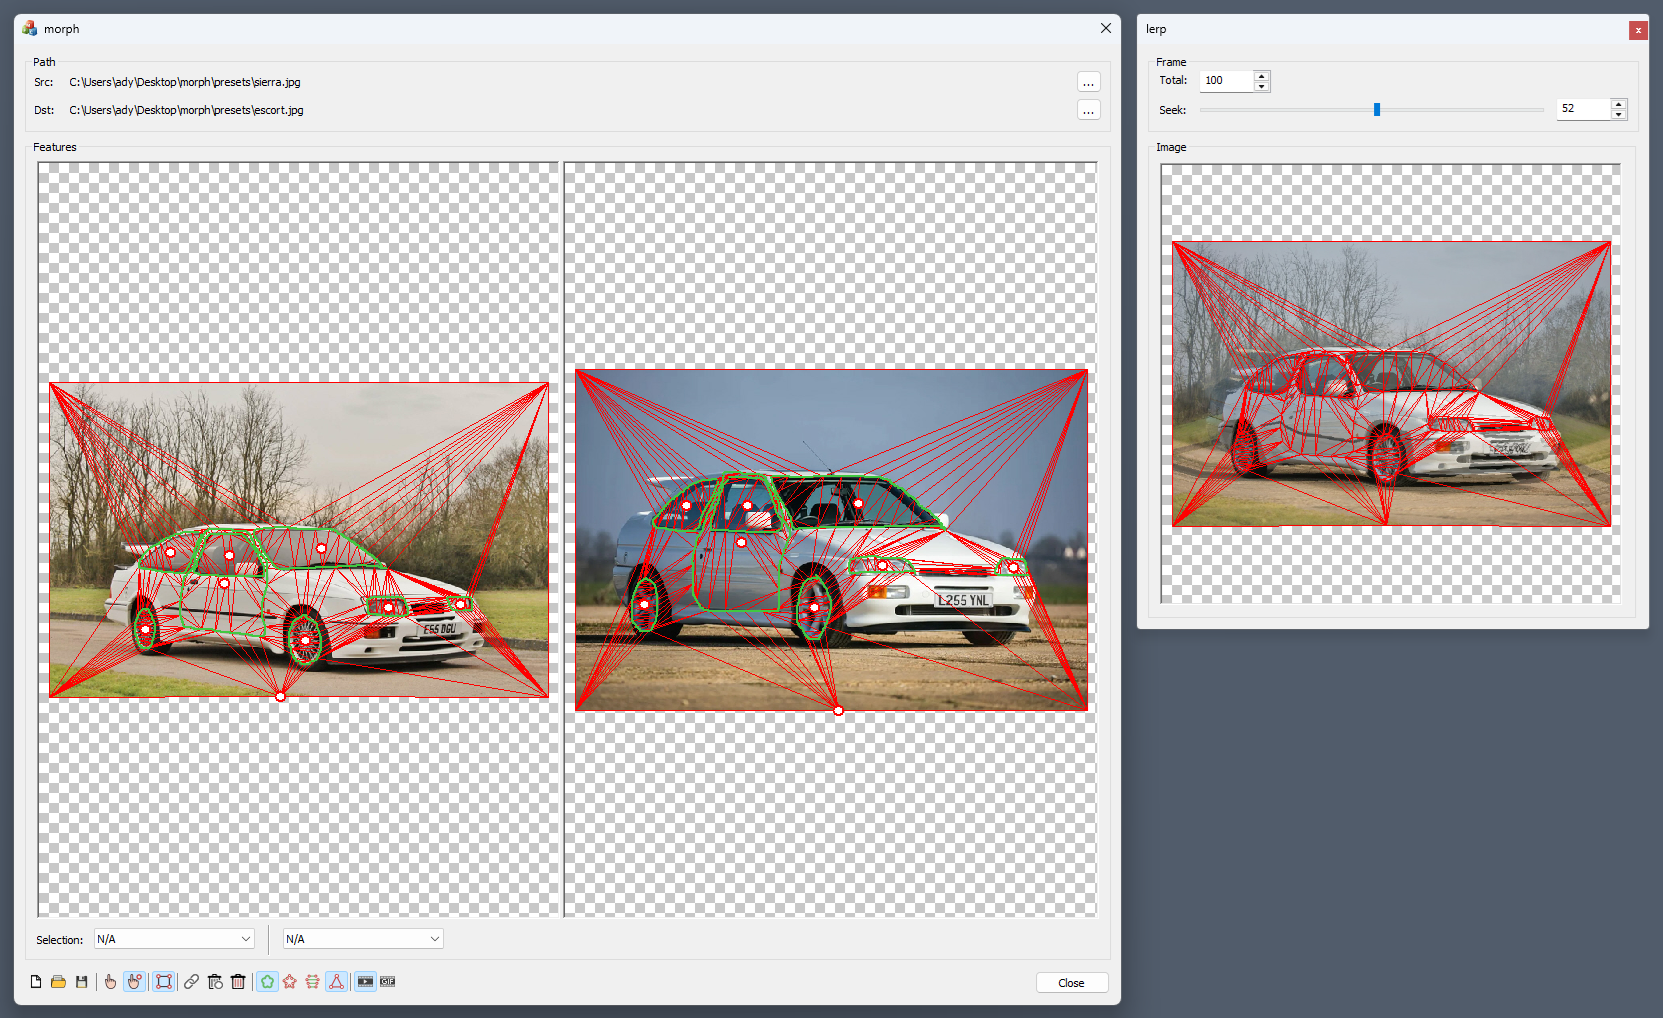 morph
Path
Src: C:\Users\ady\Desktop\morph\presets\sierra.jpg ...
Dst: C:\Users\ady\Desktop\morph\presets\escort.jpg ...
Features
E55 DGU
L255 YNL
Selection: N/A N/A
GIF
Close
lerp
x
Frame
Total: 100
Seek: 52
Image